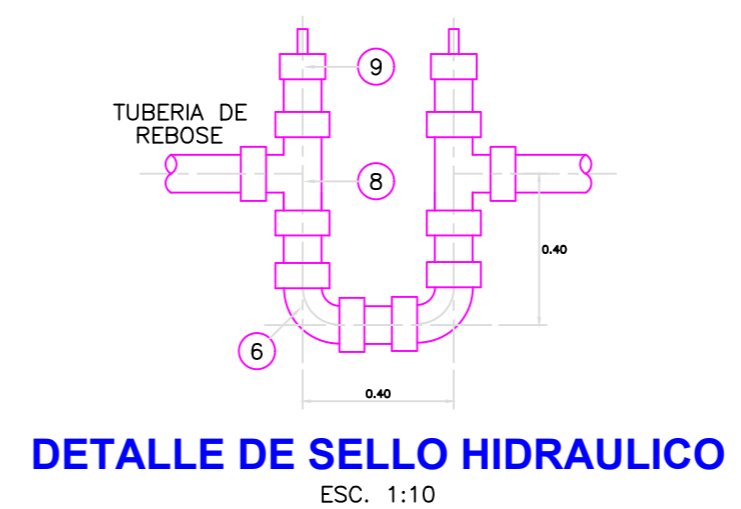 9
TUBERIA DE
REBOSE
8
0.40
6
0.40
DETALLE DE SELLO HIDRAULICO
ESC. 1:10